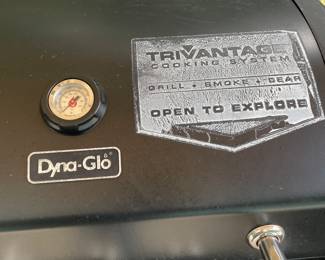 TRIVANTAGE
COOKING SYSTEM
GRILL + SMOKE + SEAR
OPEN TO EXPLORE
Dyna-Glo